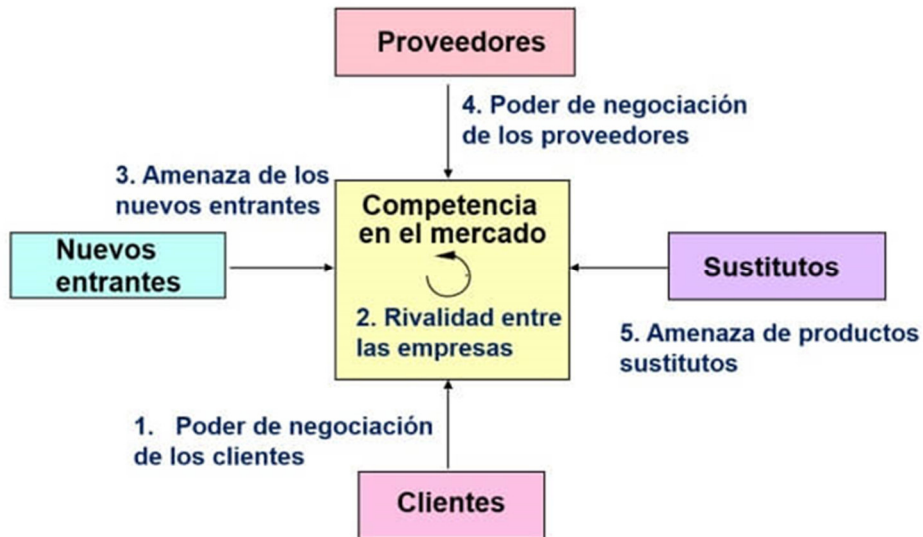 Proveedores
4. Poder de negociación
de los proveedores
3. Amenaza de los
nuevos entrantes
Competencia
en el mercado
Nuevos
entrantes
Sustitutos
2. Rivalidad entre
las empresas
5. Amenaza de productos
sustitutos
1. Poder de negociación
de los clientes
Clientes